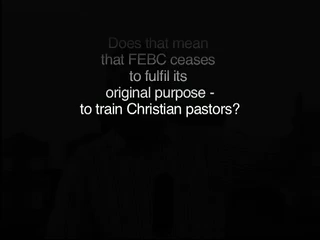 Does that mean
that FEBC ceases
to fulfil its
original purpose -
to train Christian pastors?